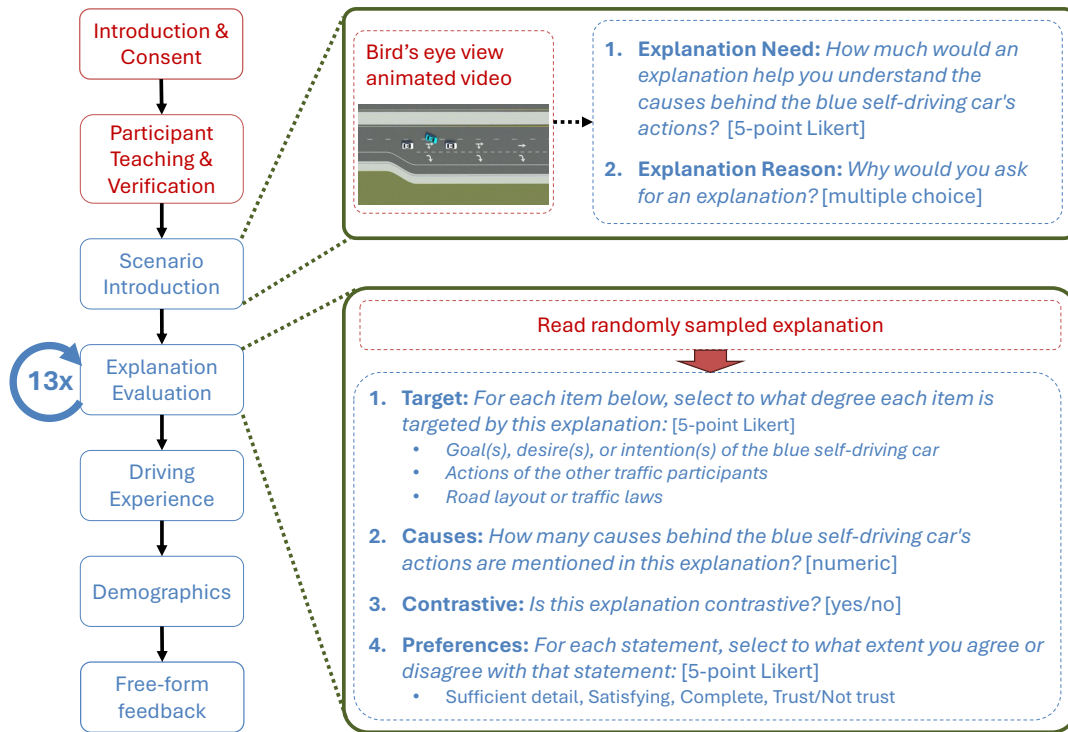 Introduction &
Consent
Participant
Teaching &
Verification
Scenario
Introduction
13x
Explanation
Evaluation
Driving
Experience
Demographics
Free-form
feedback
Bird's eye view
animated video
1. Explanation Need: How much would an
explanation help you understand the
causes behind the blue self-driving car's
actions? [5-point Likert]
2. Explanation Reason: Why would you ask
for an explanation? [multiple choice]
Read randomly sampled explanation
1. Target: For each item below, select to what degree each item is
targeted by this explanation: [5-point Likert]
• Goal(s), desire(s), or intention(s) of the blue self-driving car
• Actions of the other traffic participants
• Road layout or traffic laws
2. Causes: How many causes behind the blue self-driving car's
actions are mentioned in this explanation? [numeric]
3. Contrastive: Is this explanation contrastive? [yes/no]
4. Preferences: For each statement, select to what extent you agree or
disagree with that statement: [5-point Likert]
• Sufficient detail, Satisfying, Complete, Trust/Not trust